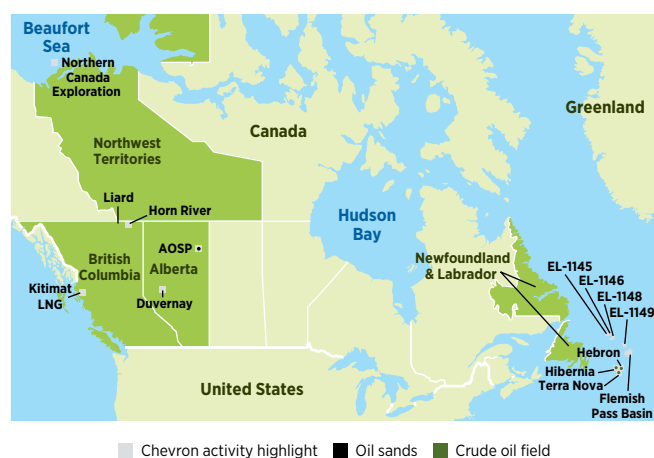 Beaufort
Sea
Northern
Canada
Exploration
Greenland
Canada
Northwest
Territories
Liard
Horn River
Hudson
Bay
AOSP
British
Columbia
Alberta
Newfoundland
& Labrador
EL-1145
EL-1146
EL-1148
EL-1149
Kitimat
LNG
Duvernay
Hebron
Hibernia
Terra Nova
United States
Flemish
Pass Basin
Chevron activity highlight
Oil sands
Crude oil field